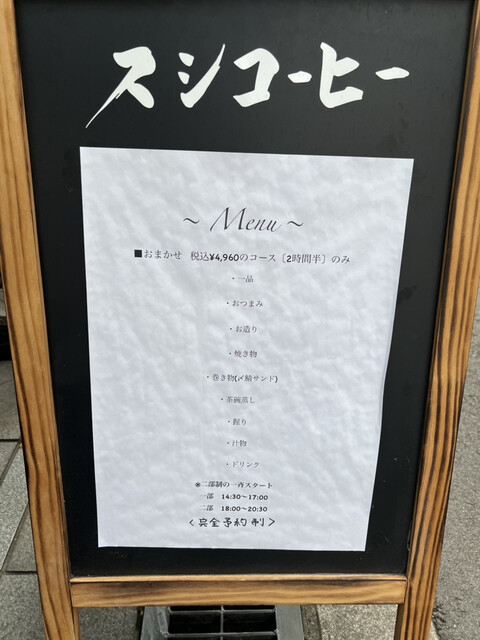 スシコーヒー
～ Menu ～
■おまかせ 税込¥4,960のコース〔2時間半〕のみ
・一品
・おつまみ
・お造り
・焼き物
・巻き物(〆鯖サンド)
・茶碗蒸し
・握り
・汁物
・ドリンク
※二部制の一斉スタート
一部 14:30～17:00
二部 18:00～20:30
<完全予約制>